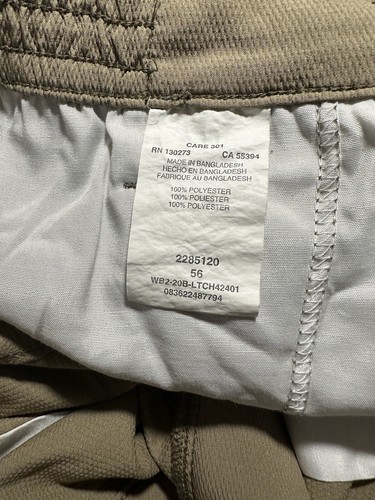 CARE 301
RN 130273 CA 55394
MADE IN BANGLADESH
HECHO EN BANGLADESH
FABRIQUE AU BANGLADESH
100% POLYESTER
100% POLIESTER
100% POLYESTER
2285120
56
WB2-20B-LTCH42401
083622487794